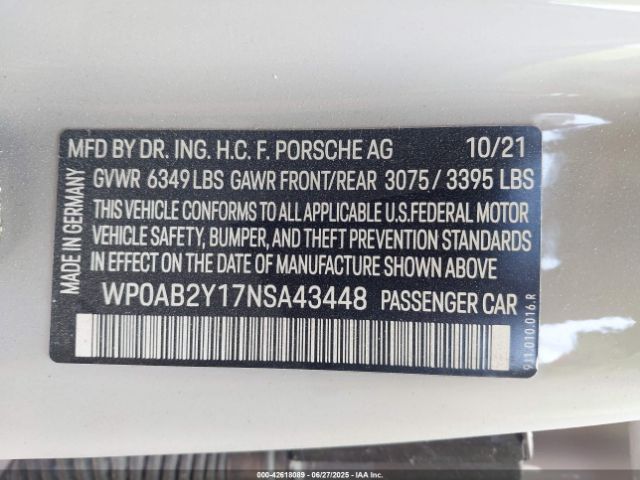 MFD BY DR. ING. H.C. F. PORSCHE AG 10/21
GVWR 6349 LBS GAWR FRONT/REAR 3075 / 3395 LBS
THIS VEHICLE CONFORMS TO ALL APPLICABLE U.S.FEDERAL MOTOR
VEHICLE SAFETY, BUMPER, AND THEFT PREVENTION STANDARDS
IN EFFECT ON THE DATE OF MANUFACTURE SHOWN ABOVE
WP0AB2Y17NSA43448 PASSENGER CAR
MADE IN GERMANY
9J1.010.016.R
00-42618089 - 06/27/2025 - IAA Inc.